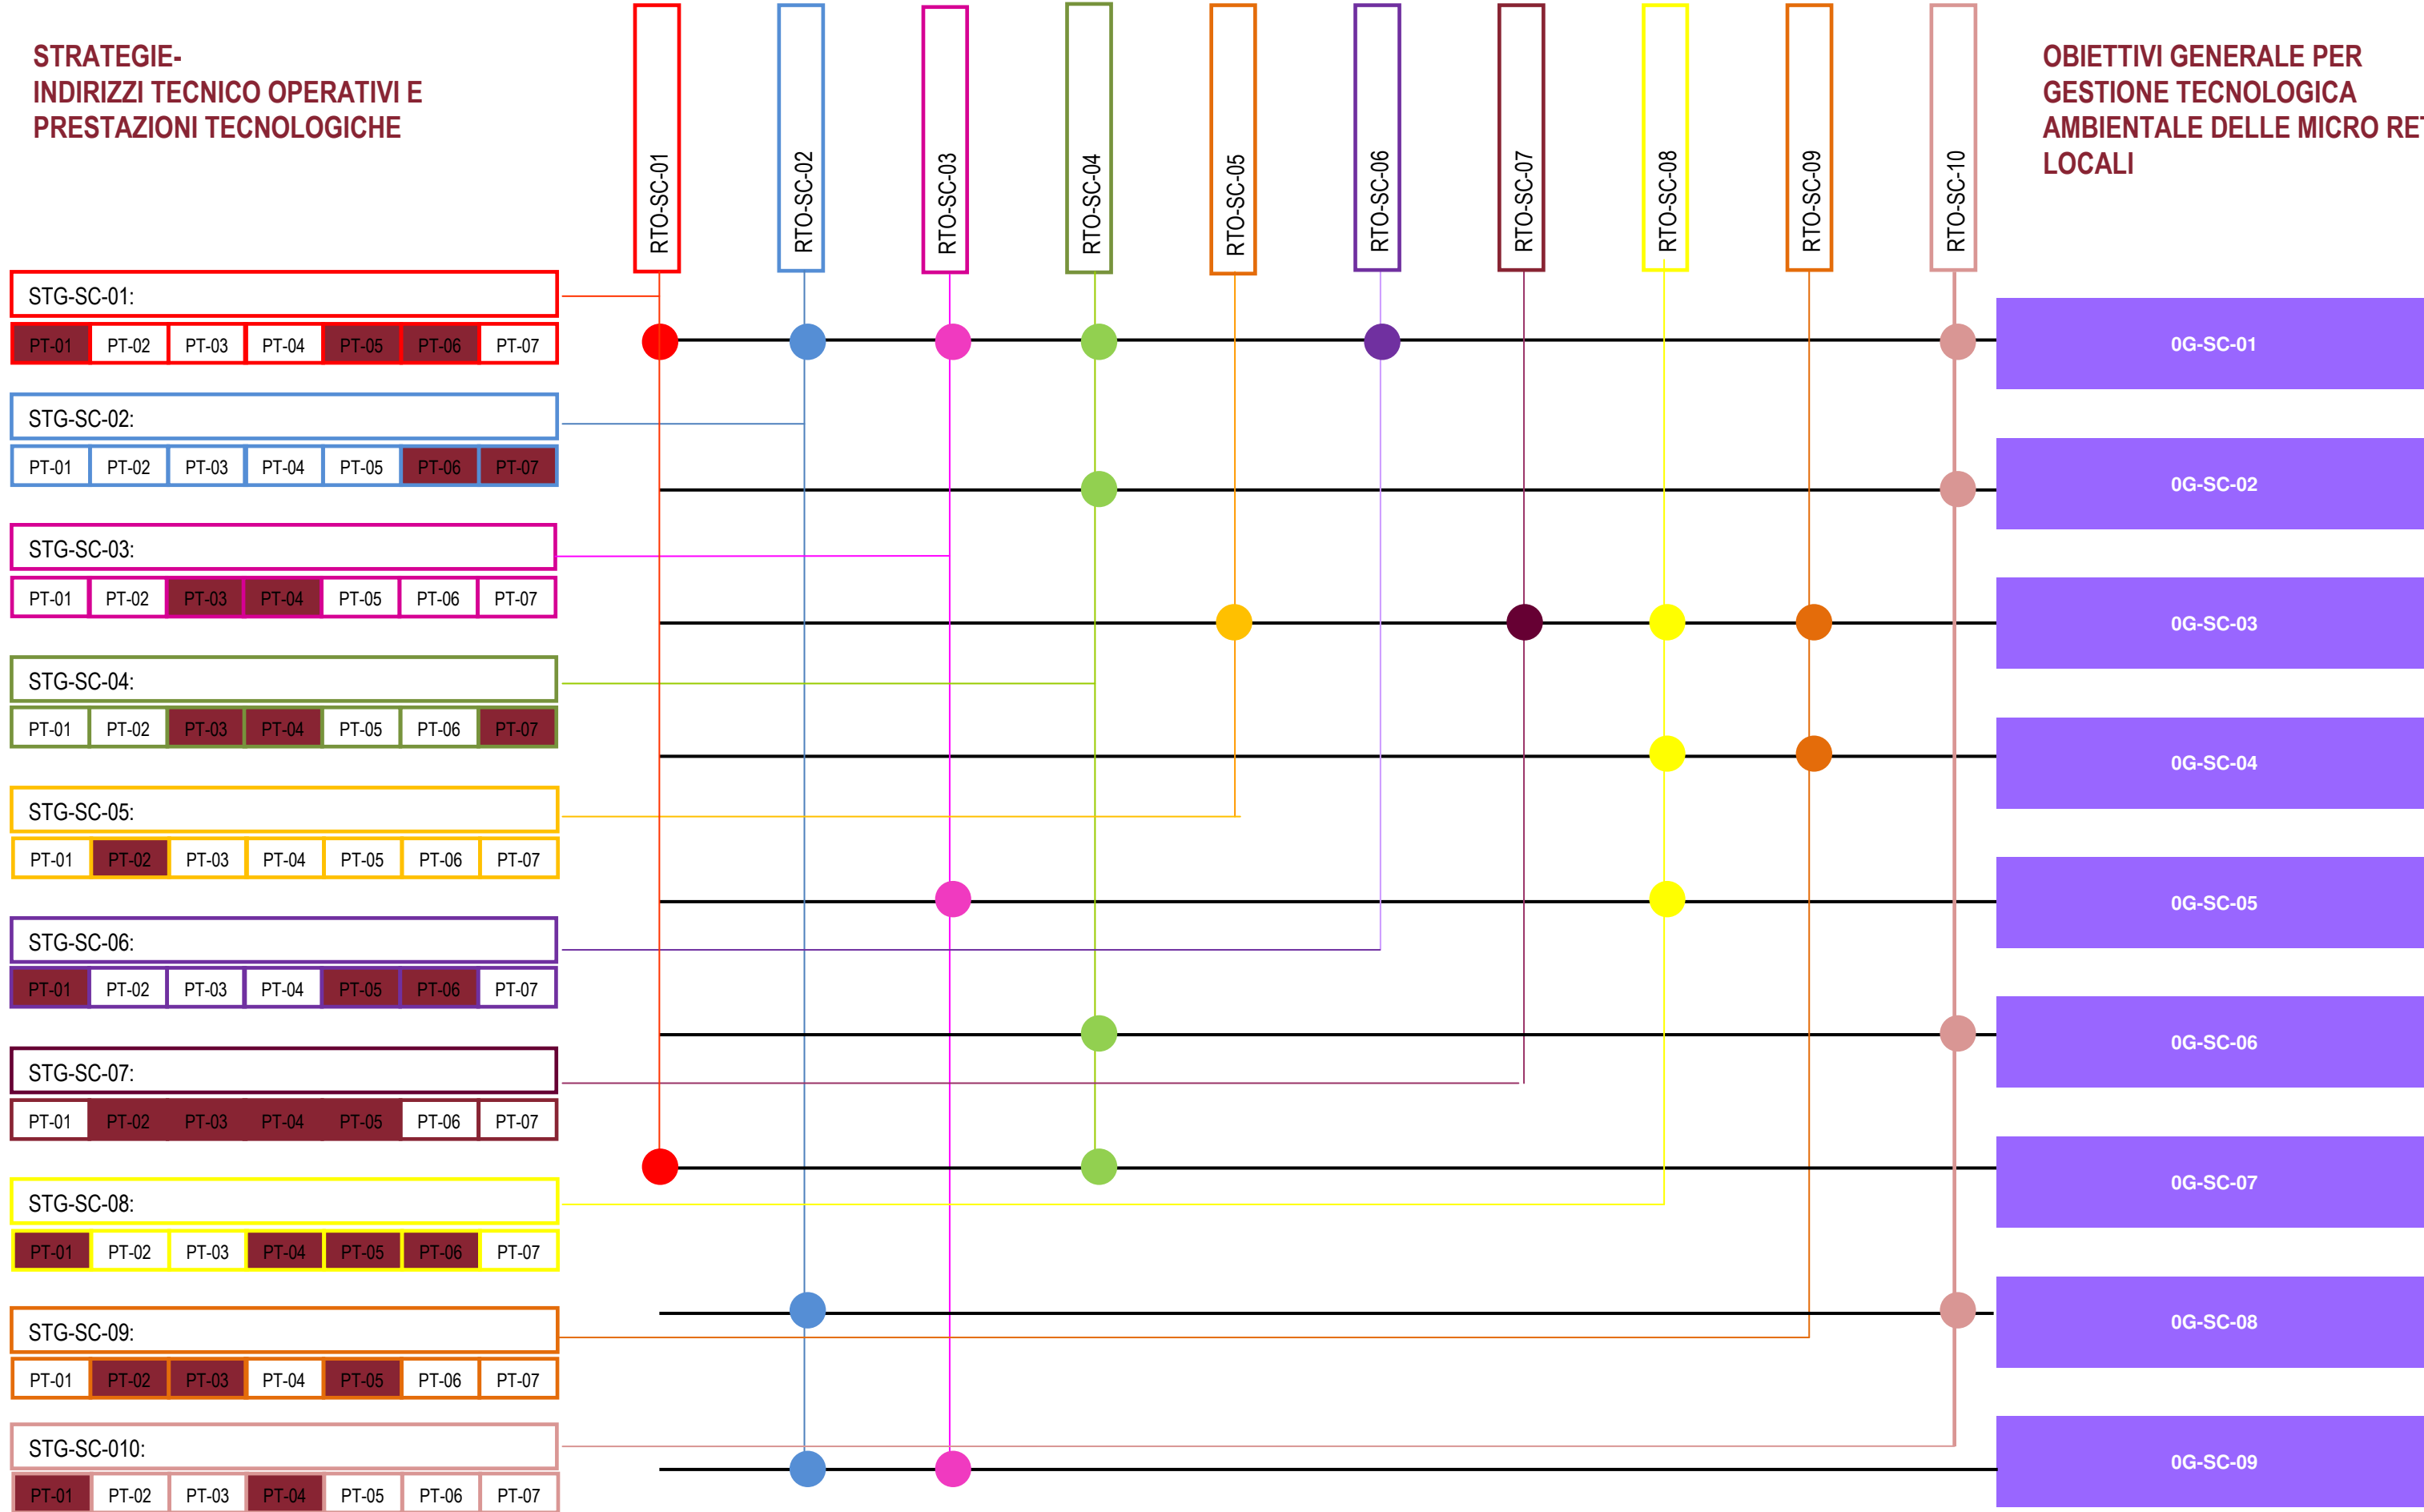 STRATEGIE-
INDIRIZZI TECNICO OPERATIVI E
PRESTAZIONI TECNOLOGICHE
RTO-SC-01
RTO-SC-02
RTO-SC-03
RTO-SC-04
RTO-SC-05
RTO-SC-06
RTO-SC-07
RTO-SC-08
RTO-SC-09
RTO-SC-10
OBIETTIVI GENERALE PER
GESTIONE TECNOLOGICA
AMBIENTALE DELLE MICRO RET
LOCALI
STG-SC-01:
PT-01 PT-02 PT-03 PT-04 PT-05 PT-06 PT-07
STG-SC-02:
PT-01 PT-02 PT-03 PT-04 PT-05 PT-06 PT-07
STG-SC-03:
PT-01 PT-02 PT-03 PT-04 PT-05 PT-06 PT-07
STG-SC-04:
PT-01 PT-02 PT-03 PT-04 PT-05 PT-06 PT-07
STG-SC-05:
PT-01 PT-02 PT-03 PT-04 PT-05 PT-06 PT-07
STG-SC-06:
PT-01 PT-02 PT-03 PT-04 PT-05 PT-06 PT-07
STG-SC-07:
PT-01 PT-02 PT-03 PT-04 PT-05 PT-06 PT-07
STG-SC-08:
PT-01 PT-02 PT-03 PT-04 PT-05 PT-06 PT-07
STG-SC-09:
PT-01 PT-02 PT-03 PT-04 PT-05 PT-06 PT-07
STG-SC-010:
PT-01 PT-02 PT-03 PT-04 PT-05 PT-06 PT-07
0G-SC-01
0G-SC-02
0G-SC-03
0G-SC-04
0G-SC-05
0G-SC-06
0G-SC-07
0G-SC-08
0G-SC-09